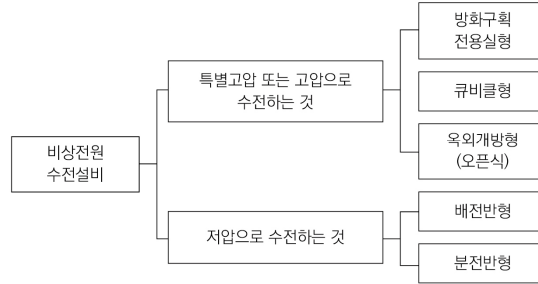 비상전원
수전설비
특별고압 또는 고압으로
수전하는 것
저압으로 수전하는 것
방화구획
전용실형
큐비클형
옥외개방형
(오픈식)
배전반형
분전반형